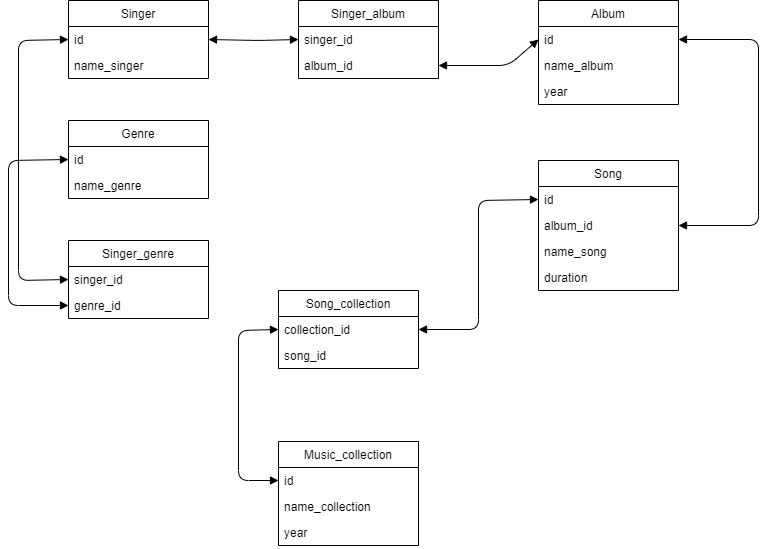 Singer
id
name_singer
Singer_album
singer_id
album_id
Album
id
name_album
year
Genre
id
name_genre
Song
id
album_id
name_song
duration
Singer_genre
singer_id
genre_id
Song_collection
collection_id
song_id
Music_collection
id
name_collection
year